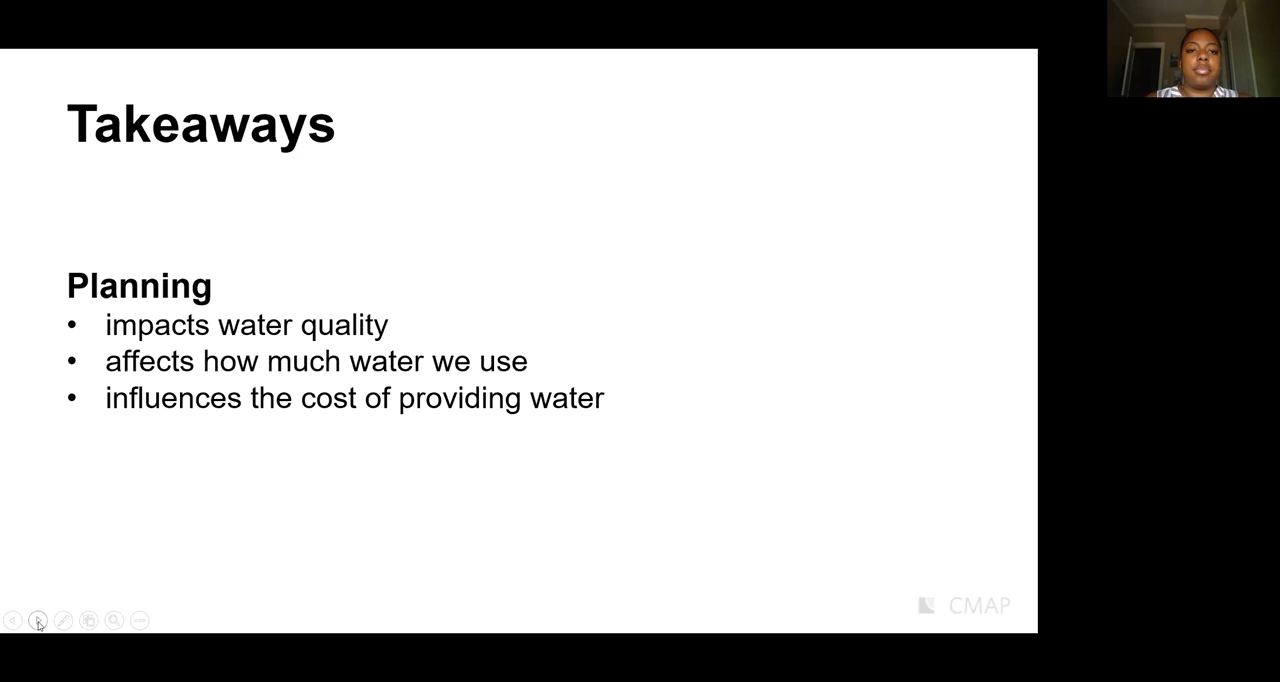 Takeaways
Planning
• impacts water quality
• affects how much water we use
• influences the cost of providing water
CMAP